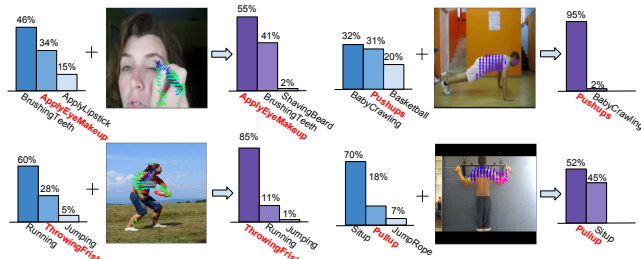 46%
34%
15%
BrushingTeeth
ApplyEyeMakeup
ApplyLipstick
+
55%
41%
2%
ApplyEyeMakeup
BrushingTeeth
ShavingBeard
32%
31%
20%
BabyCrawling
Pushups
Basketball
+
95%
2%
Pushups
BabyCrawling
60%
28%
5%
Running
ThrowingFrisb
Jumping
+
85%
11%
1%
ThrowingFrisb
Running
Jumping
70%
18%
7%
Situp
Pullup
JumpRope
+
52%
45%
Pullup
Situp